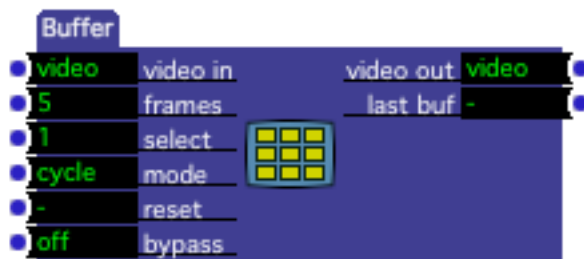 Buffer
video video in video out video
5 frames last buf -
1 select
cycle mode
- reset
off bypass